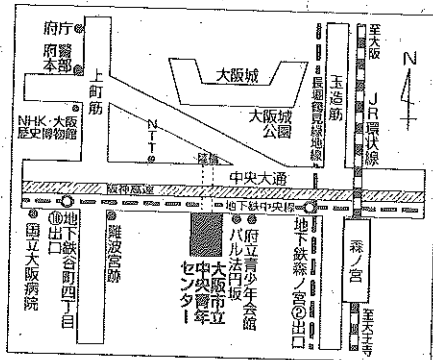 府庁
府警
本部
上町筋
NHK・大阪
歴史博物館
NTT
大阪城
大阪城
公園
長堀鶴見緑地線
玉造筋
至大阪
JR環状線
N
陸橋
中央大通
阪神高速
地下鉄中央線
国立大阪病院
地下鉄谷町四丁目
⑩出口
難波宮跡
大阪市立
中央青年
センター
府立青少年会館
パル法円坂
地下鉄森ノ宮②出口
森ノ宮
至天王寺